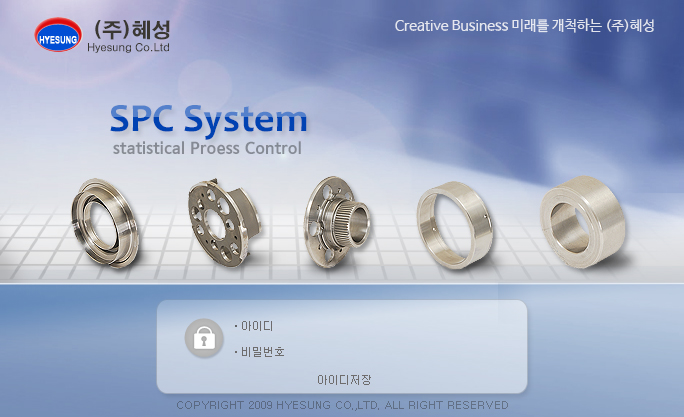 HYESUNG
(주)혜성
Hyesung Co.Ltd
Creative Business 미래를 개척하는 (주)혜성
SPC System
statistical Proess Control
· 아이디
· 비밀번호
아이디저장
COPYRIGHT 2009 HYESUNG CO,.LTD, ALL RIGHT RESERVED